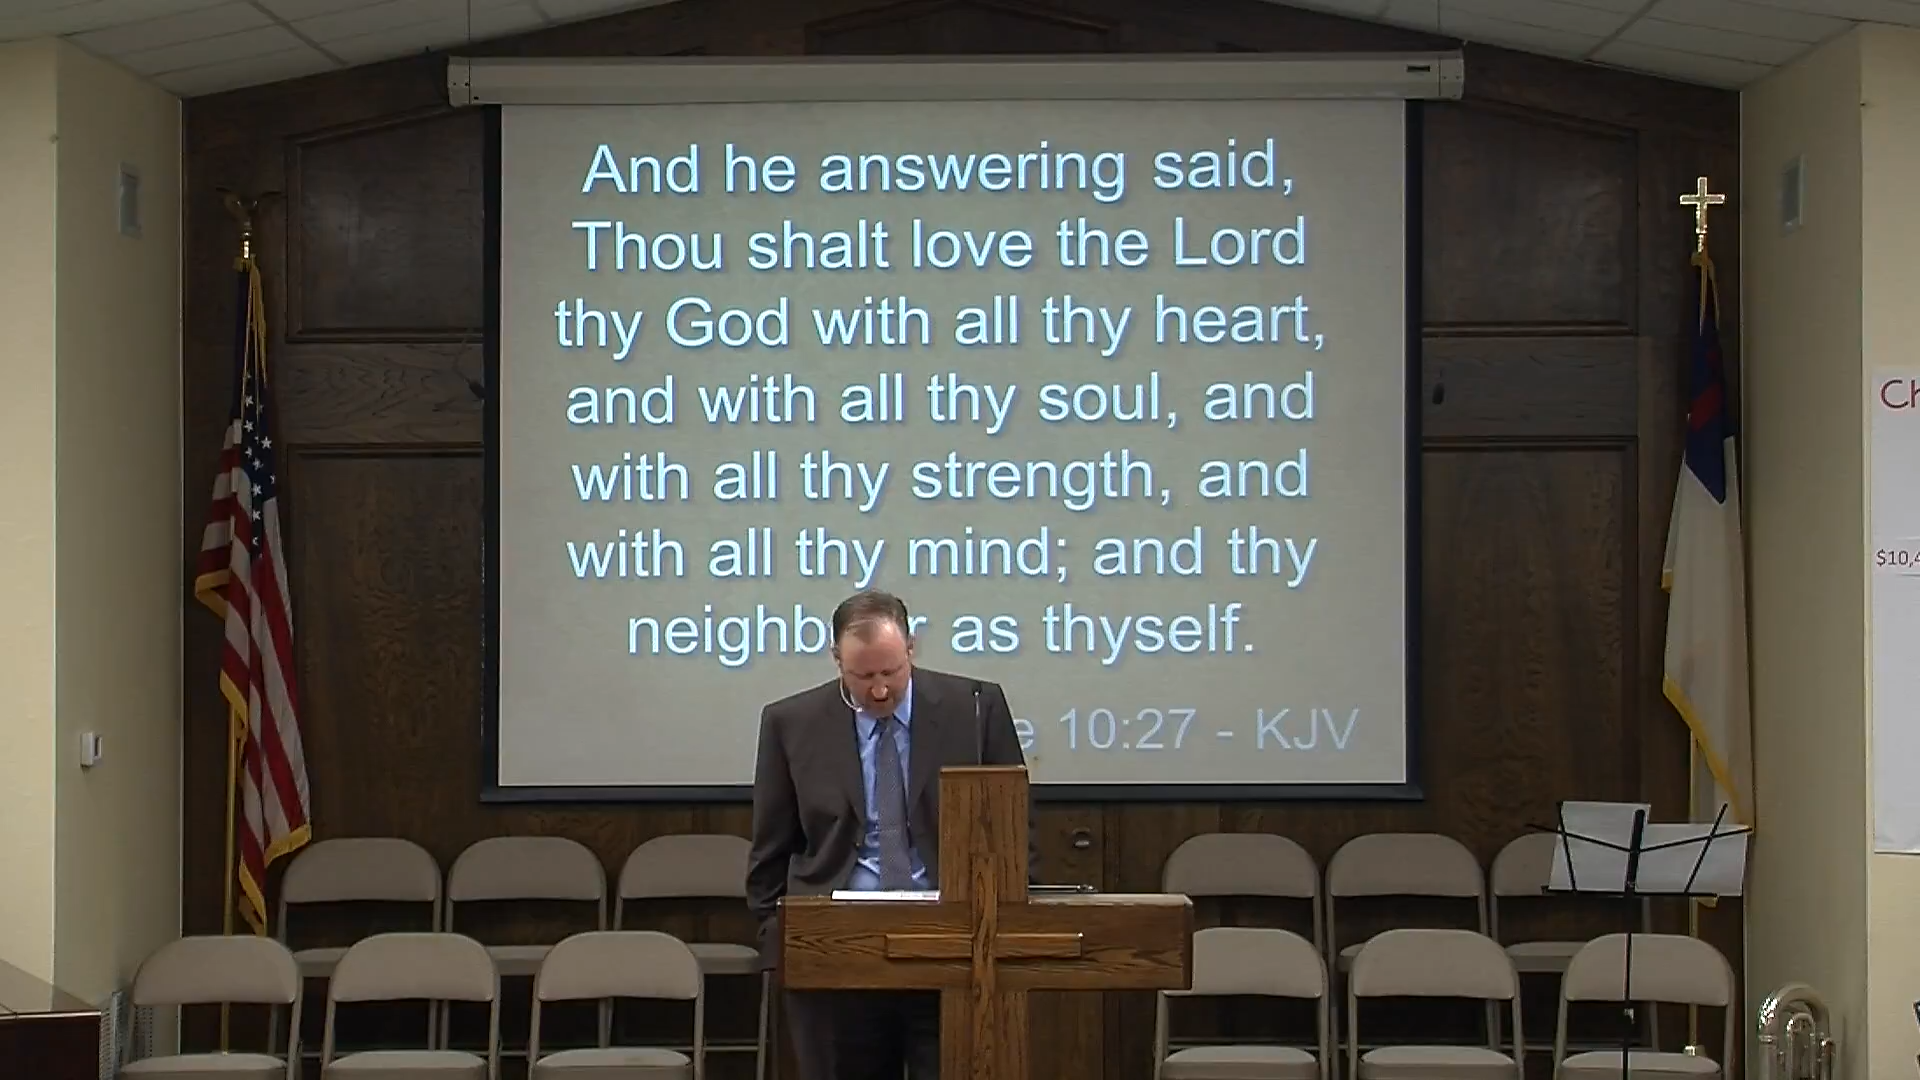 And he answering said,
Thou shalt love the Lord
thy God with all thy heart,
and with all thy soul, and
with all thy strength, and
with all thy mind; and thy
as thyself.
10:27 - KJV